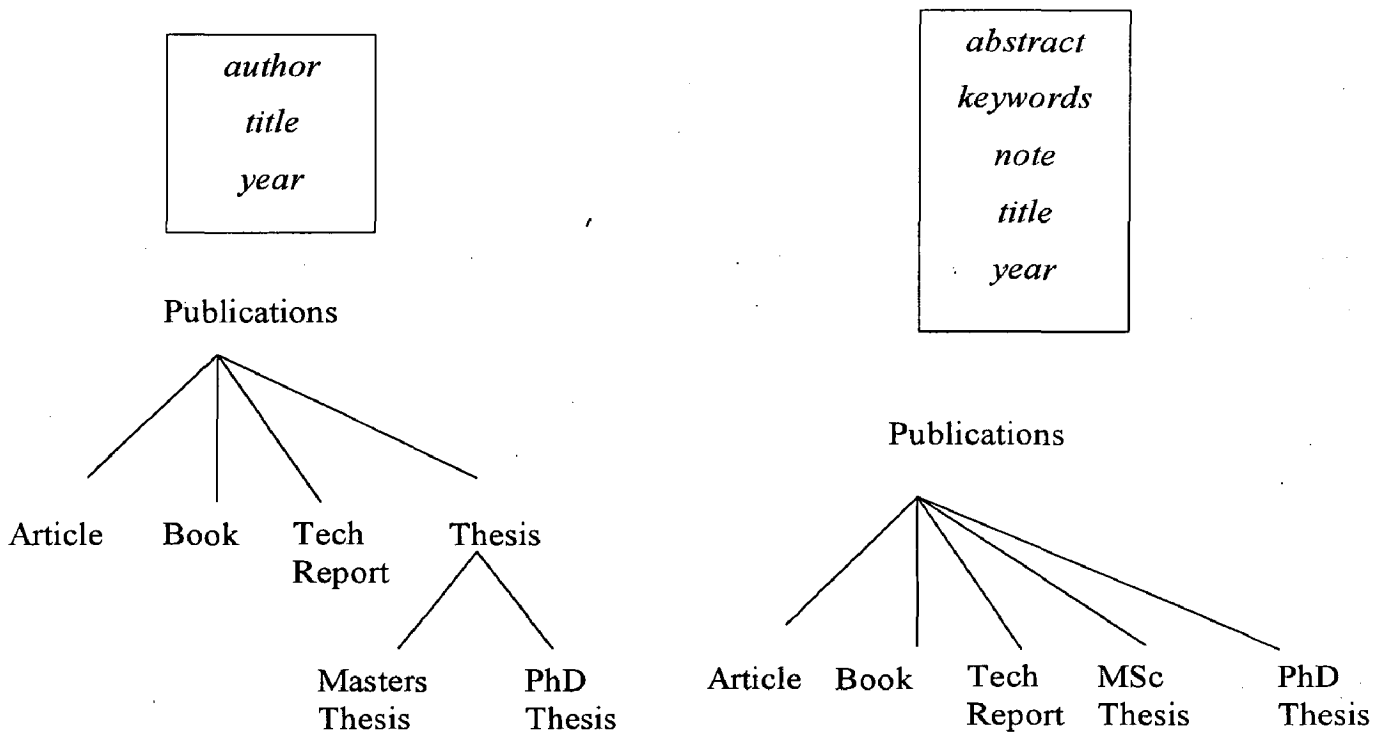 author
title
year
Publications
Article Book Tech Report Thesis
Masters Thesis PhD Thesis
abstract
keywords
note
title
year
Publications
Article Book Tech Report MSc Thesis PhD Thesis